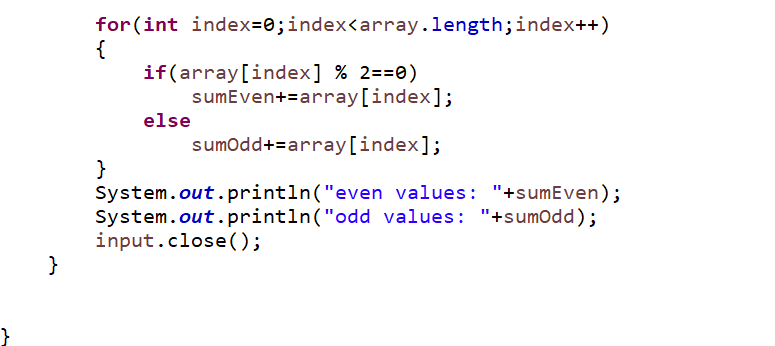 for(int index=0;index<array.length;index++)
{
if(array[index] % 2==0)
sumEven+=array[index];
else
sumOdd+=array[index];
}
System.out.println("even values: "+sumEven);
System.out.println("odd values: "+sumOdd);
input.close();
}
}